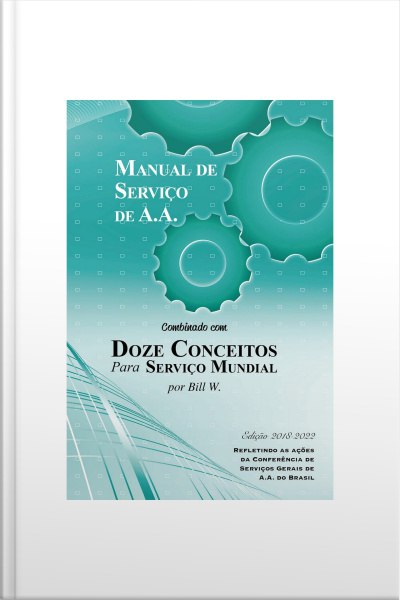 MANUAL DE
SERVIÇO
DE A.A.
Combinado com
DOZE CONCEITOS
Para SERVIÇO MUNDIAL
por Bill W.
Edição 2018-2022
REFLETINDO AS AÇÕES
DA CONFERÊNCIA DE
SERVIÇOS GERAIS DE
A.A. DO BRASIL